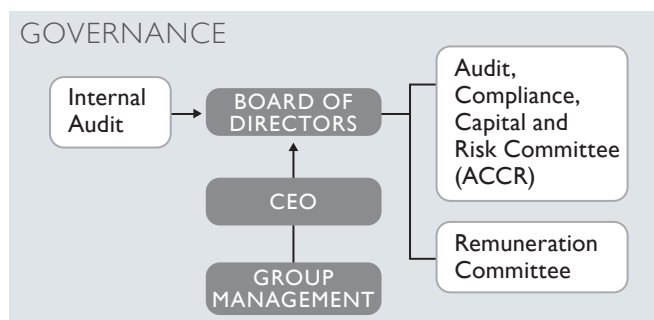 GOVERNANCE
Internal
Audit
BOARD OF
DIRECTORS
Audit,
Compliance,
Capital and
Risk Committee
(ACCR)
CEO
Remuneration
Committee
GROUP
MANAGEMENT